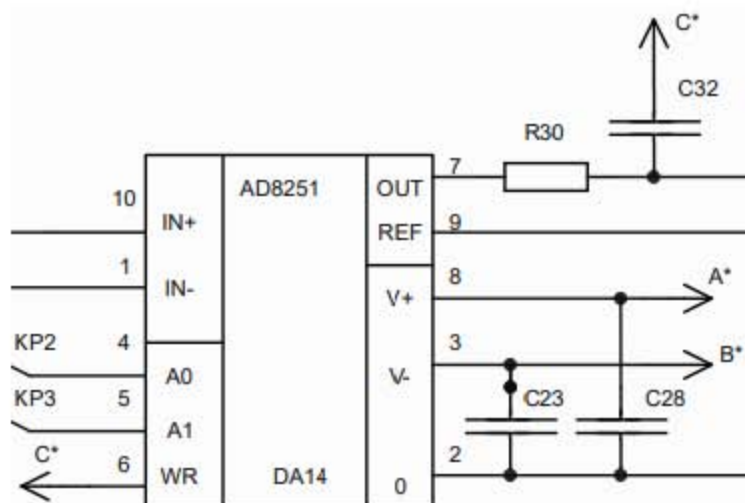 C*
C32
R30
7
10
AD8251
OUT
IN+
REF
9
1
8
A*
IN-
V+
KP2
4
3
B*
A0
V-
KP3
5
C23
C28
A1
C*
6
2
WR
DA14
0